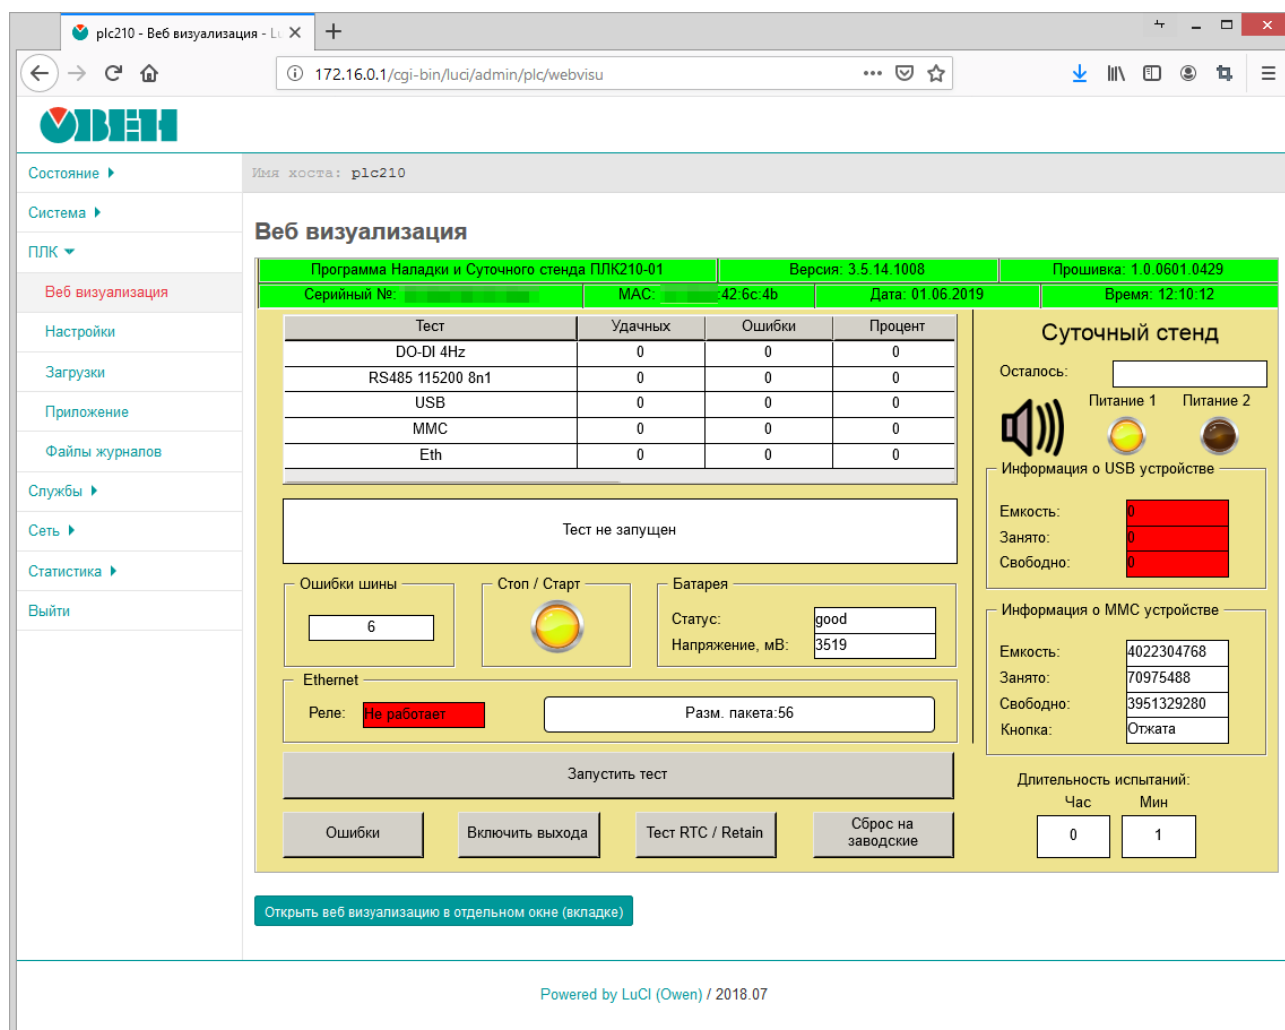 plc210 - Веб визуализация - Lu
172.16.0.1/cgi-bin/luci/admin/plc/webvisu
ОВЕН
Состояние
Система
ПЛК
Веб визуализация
Настройки
Загрузки
Приложение
Файлы журналов
Службы
Сеть
Статистика
Выйти
Имя хоста: plc210
Веб визуализация
Программа Наладки и Суточного стенда ПЛК210-01 Версия: 3.5.14.1008 Прошивка: 1.0.0601.0429
Серийный №: MAC: :42:6c:4b Дата: 01.06.2019 Время: 12:10:12
Тест Удачных Ошибки Процент
DO-DI 4Hz 0 0 0
RS485 115200 8n1 0 0 0
USB 0 0 0
MMC 0 0 0
Eth 0 0 0
Тест не запущен
Ошибки шины
6
Стоп / Старт
Батарея
Статус: good
Напряжение, мВ: 3519
Ethernet
Реле: Не работает
Разм. пакета:56
Запустить тест
Ошибки
Включить выхода
Тест RTC / Retain
Сброс на
заводские
Суточный стенд
Осталось:
Питание 1 Питание 2
Информация о USB устройстве
Емкость: 0
Занято: 0
Свободно: 0
Информация о MMC устройстве
Емкость: 4022304768
Занято: 70975488
Свободно: 3951329280
Кнопка: Отжата
Длительность испытаний:
Час Мин
0 1
Открыть веб визуализацию в отдельном окне (вкладке)
Powered by LuCI (Owen) / 2018.07